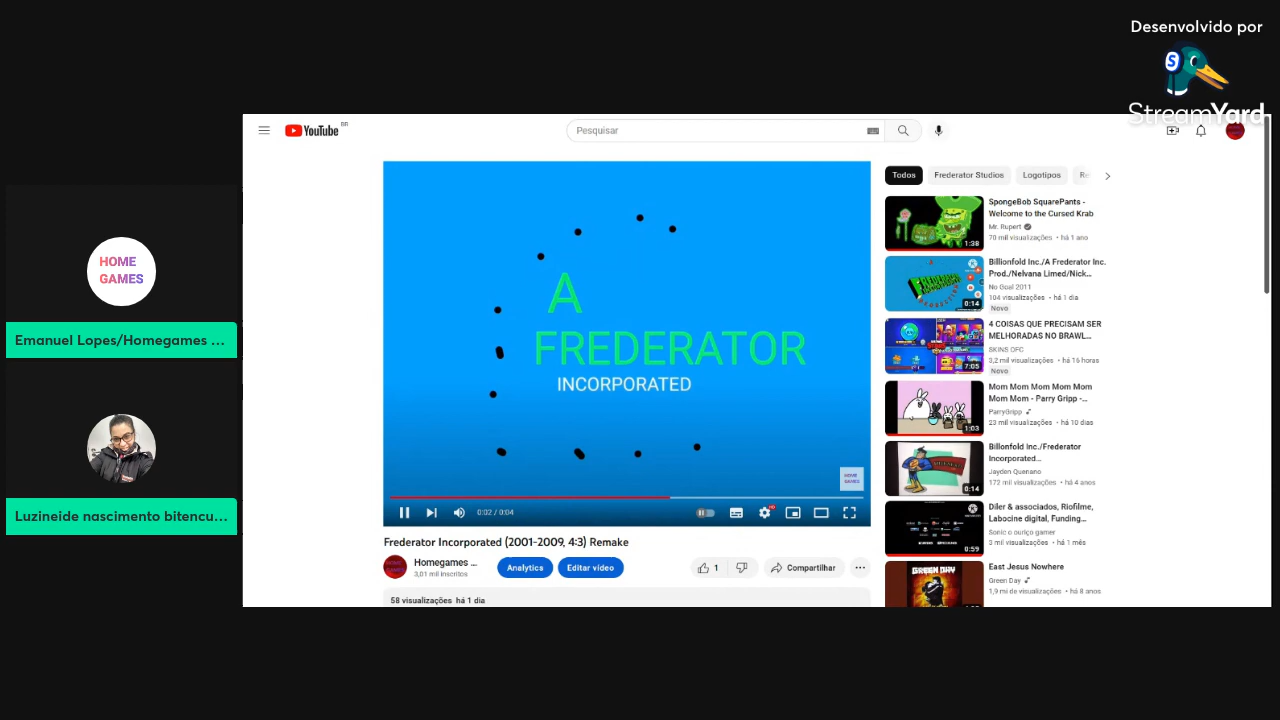 Desenvolvido por
StreamYard
YouTube BR
Pesquisar
HOME
GAMES
Emanuel Lopes/Homegames ...
Luzineide nascimento bitencu...
A
FREDERATOR
INCORPORATED
HOME
GAMES
0:02 / 0:04
Frederator Incorporated (2001-2009, 4:3) Remake
Homegames ...
3,01 mil inscritos
Analytics
Editar vídeo
1
Compartilhar
58 visualizações há 1 dia
Todos
Frederator Studios
Logotipos
Re
SpongeBob SquarePants -
Welcome to the Cursed Krab
Mr. Rupert
70 mil visualizações • há 1 ano
1:38
Billionfold Inc./A Frederator Inc.
Prod./Nelvana Limed/Nick...
No Goal 2011
104 visualizações • há 1 dia
Novo
0:14
4 COISAS QUE PRECISAM SER
MELHORADAS NO BRAWL...
SKINS OFC
3,2 mil visualizações • há 16 horas
Novo
7:05
Mom Mom Mom Mom Mom
Mom Mom - Parry Gripp -...
ParryGripp
23 mil visualizações • há 10 dias
1:03
Billonfold Inc./Frederator
Incorporated...
Jayden Quenano
172 mil visualizações • há 4 anos
0:14
Diler & associados, Riofilme,
Labocine digital, Funding...
Sonic o ouriço gamer
3 mil visualizações • há 1 mês
0:59
GREEN DAY
East Jesus Nowhere
Green Day
1,9 mi de visualizações • há 8 anos